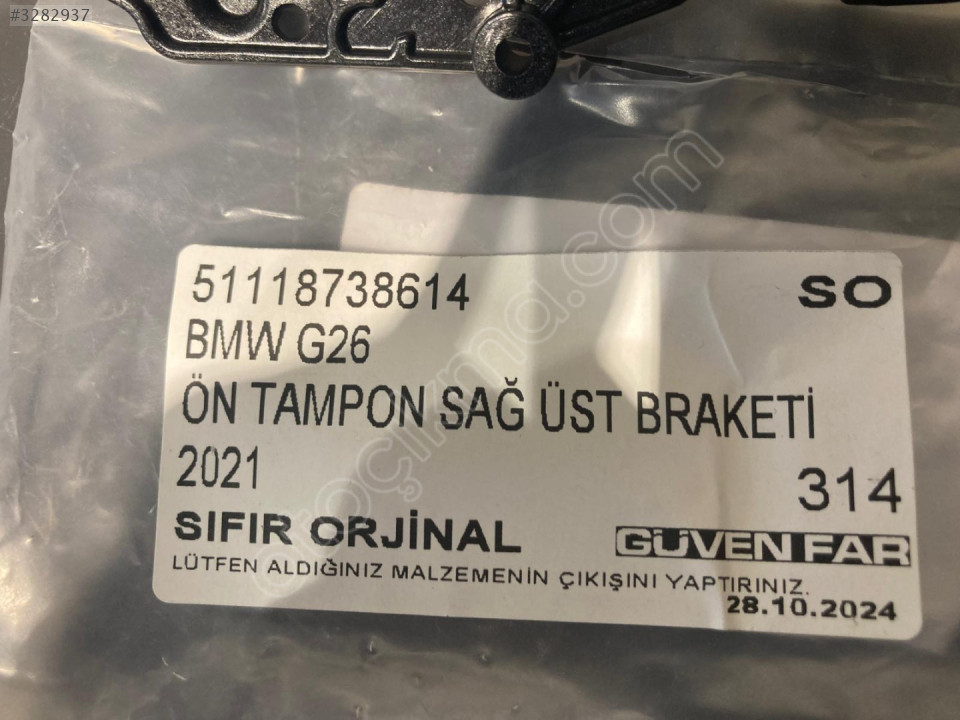 #3282937
51118738614 SO
BMW G26
ÖN TAMPON SAĞ ÜST BRAKETİ
2021 314
SIFIR ORJİNAL GÜVEN FAR
LÜTFEN ALDIĞINIZ MALZEMENİN ÇIKIŞINI YAPTIRINIZ.
28.10.2024